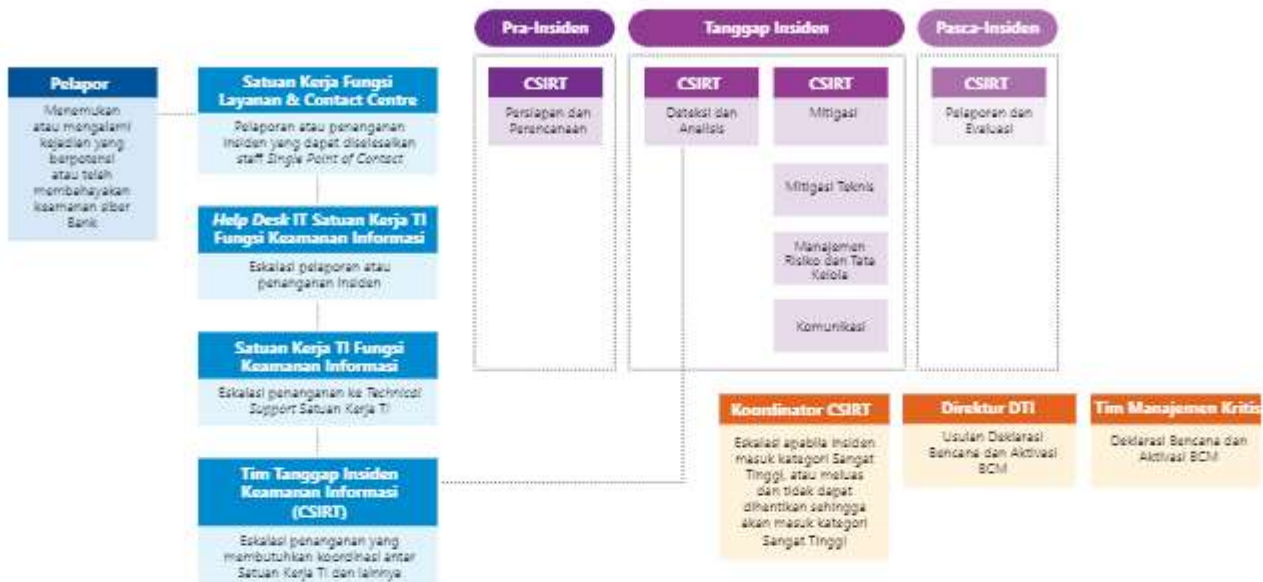 Pra-Insiden
Tanggap Insiden
Pasca-Insiden
Pelapor
Menemukan
atau mengalami
kejadian yang
berpotensi
atau telah
membahayakan
keamanan siber
Bank
Satuan Kerja Fungsi
Layanan & Contact Centre
Pelaporan atau penanganan
Insiden yang dapat diselesaikan
staff Single Point of Contact
Help Desk IT Satuan Kerja TI
Fungsi Keamanan Informasi
Eskalasi pelaporan atau
penanganan Insiden
Satuan Kerja TI Fungsi
Keamanan Informasi
Eskalasi penanganan ke Technical
Support Satuan Kerja TI
Tim Tanggap Insiden
Keamanan Informasi
(CSIRT)
Eskalasi penanganan yang
membutuhkan koordinasi antar
Satuan Kerja TI dan lainnya
CSIRT
Persiapan dan
Perencanaan
CSIRT
Deteksi dan
Analisis
CSIRT
Mitigasi
Mitigasi Teknis
Manajemen
Risiko dan Tata
Kelola
Komunikasi
CSIRT
Pelaporan dan
Evaluasi
Koordinator CSIRT
Eskalasi apabila Insiden
masuk kategori Sangat
Tinggi, atau meluas
dan tidak dapat
dihentikan sehingga
akan masuk kategori
Sangat Tinggi
Direktur DTI
Usulan Deklarasi
Bencana dan Aktivasi
BCM
Tim Manajemen Kritis
Deklarasi Bencana dan
Aktivasi BCM